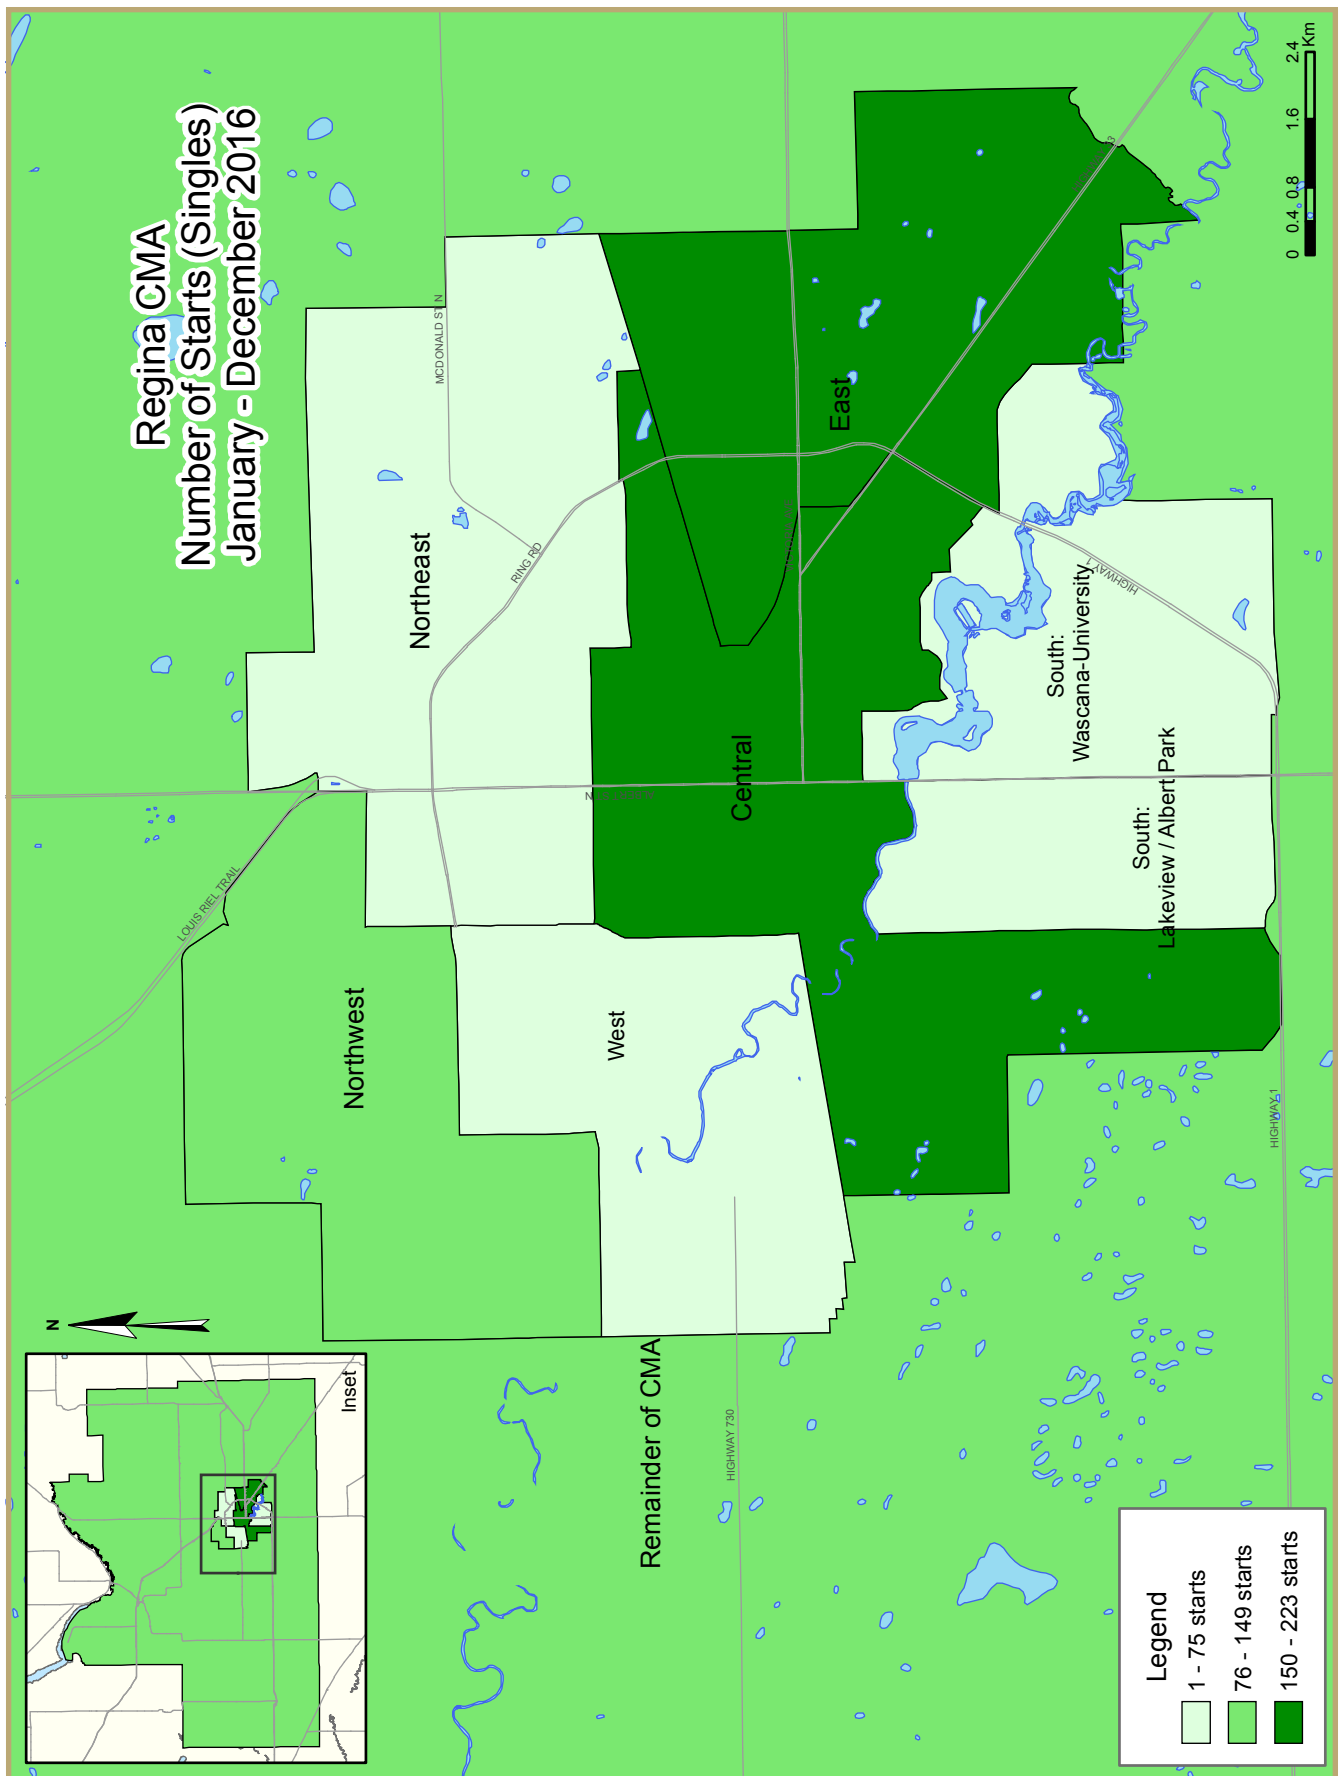 Regina CMA
Number of Starts (Singles)
January - December 2016
N
Inset
LOUIS RIEL TRAIL
MCDONALD ST N
Northwest
Northeast
RING RD
West
Central
East
Remainder of CMA
HIGHWAY 730
South:
Wascana-University
South:
Lakeview / Albert Park
HIGHWAY 1
HIGHWAY 1
Legend
1 - 75 starts
76 - 149 starts
150 - 223 starts
0 0.4 0.8 1.6 2.4
Km